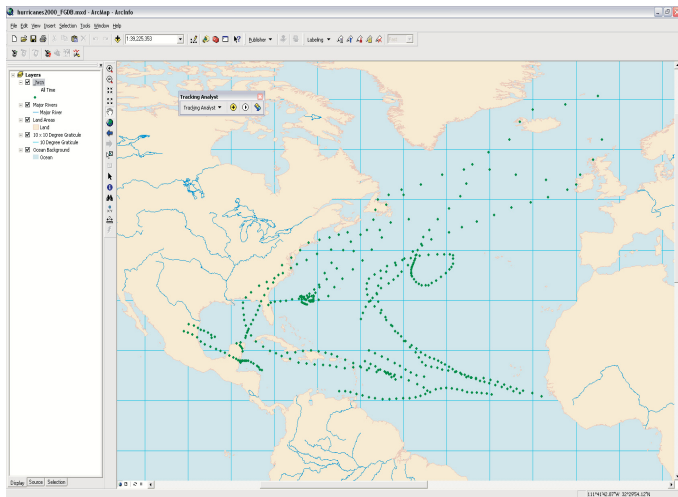 hurricanes2000_FGDB.mxd - ArcMap - ArcInfo
File Edit View Insert Selection Tools Window Help
1:39,225,353
Publisher
Labeling
Layers
All Time
Major Rivers
Major River
Land Areas
Land
10 x 10 Degree Graticule
10 Degree Graticule
Ocean Background
Ocean
Tracking Analyst
Tracking Analyst
Display Source Selection